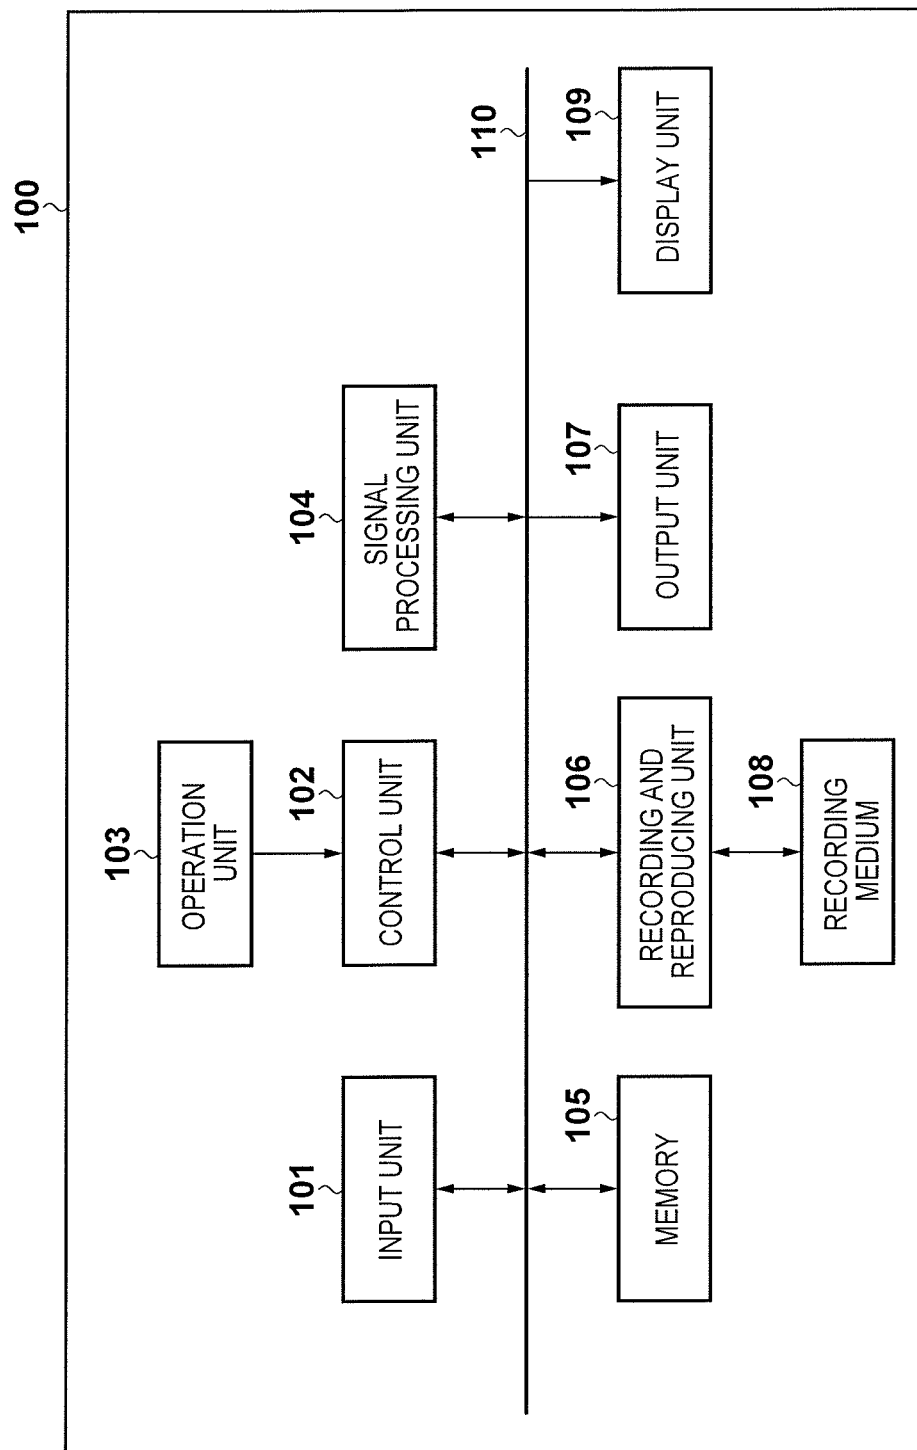 100
103
OPERATION
UNIT
101
INPUT UNIT
102
CONTROL UNIT
104
SIGNAL
PROCESSING UNIT
110
105
MEMORY
106
RECORDING AND
REPRODUCING UNIT
107
OUTPUT UNIT
109
DISPLAY UNIT
108
RECORDING
MEDIUM